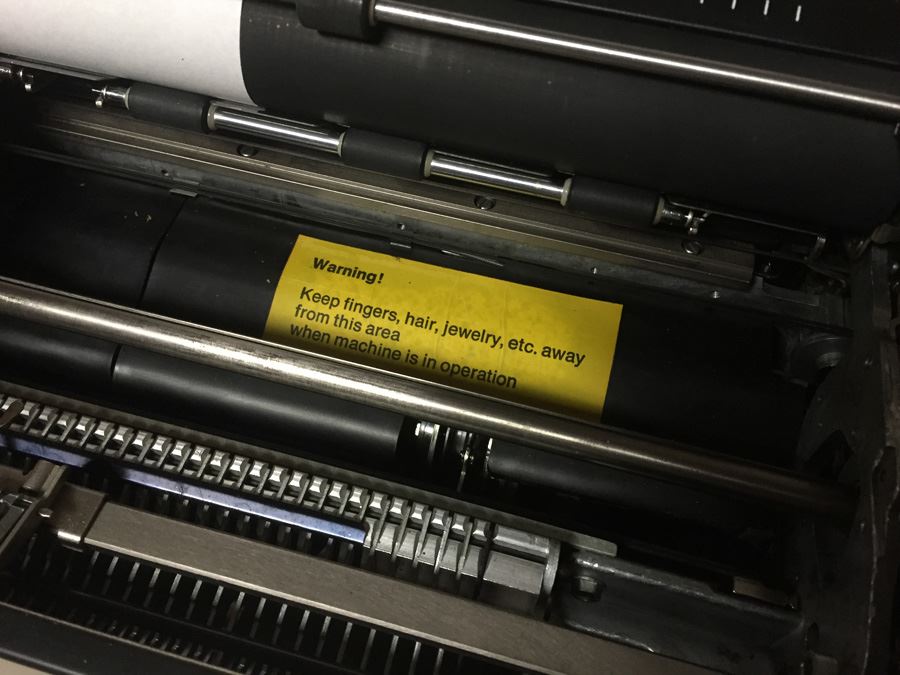 Warning!
Keep fingers, hair, jewelry, etc. away
from this area
when machine is in operation